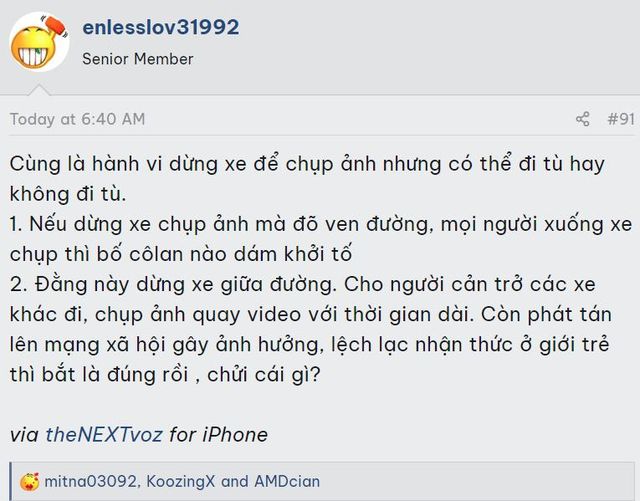 enlesslov31992
Senior Member
Today at 6:40 AM
#91
Cùng là hành vi dừng xe để chụp ảnh nhưng có thể đi tù hay
không đi tù.
1. Nếu dừng xe chụp ảnh mà đõ ven đường, mọi người xuống xe
chụp thì bố côlan nào dám khởi tố
2. Đằng này dừng xe giữa đường. Cho người cản trở các xe
khác đi, chụp ảnh quay video với thời gian dài. Còn phát tán
lên mạng xã hội gây ảnh hưởng, lệch lạc nhận thức ở giới trẻ
thì bắt là đúng rồi , chửi cái gì?
via theNEXTvoz for iPhone
mitna03092, KoozingX and AMDcian